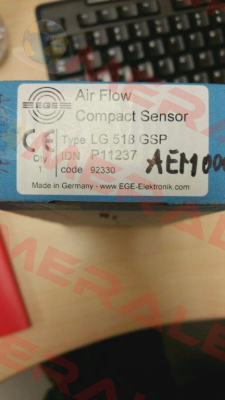 Air Flow
EGE
Compact Sensor
CE
Type LG 518 GSP
QTY
IDN P11237
AEM00
1
code 92330
Made in Germany - www.EGE-Elektronik.com